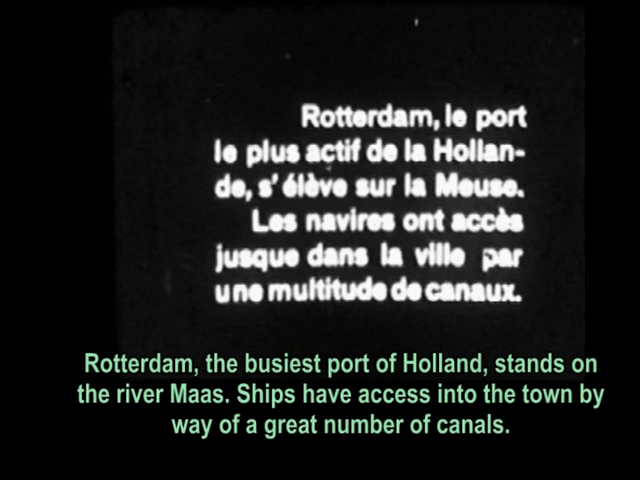 Rotterdam, le port
le plus actif de la Hollan-
de, s'élève sur la Meuse.
Les navires ont accès
jusque dans la ville par
une multitude de canaux.
Rotterdam, the busiest port of Holland, stands on
the river Maas. Ships have access into the town by
way of a great number of canals.